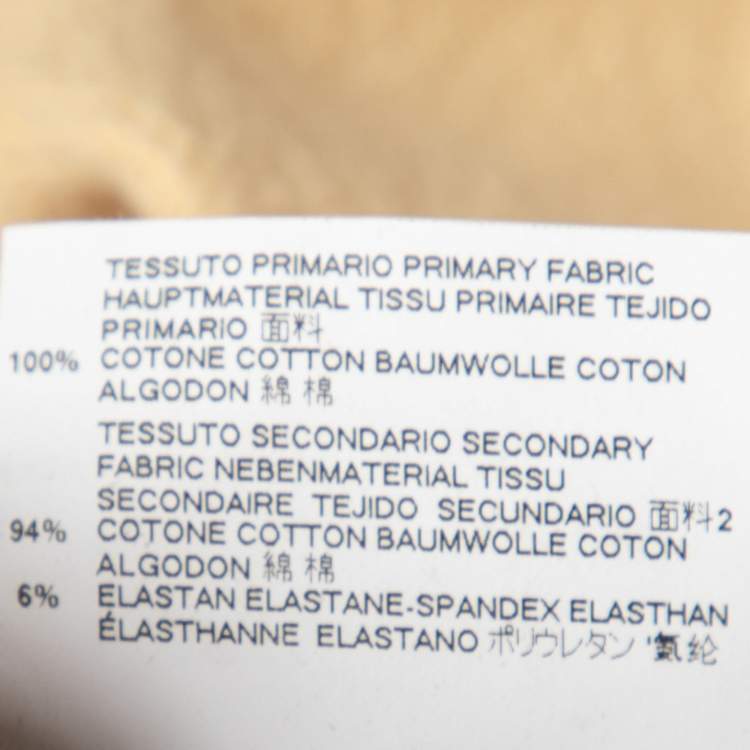 TESSUTO PRIMARIO PRIMARY FABRIC
HAUPTMATERIAL TISSU PRIMAIRE TEJIDO
PRIMARIO 面料
100% COTONE COTTON BAUMWOLLE COTON
ALGODON 綿 棉
TESSUTO SECONDARIO SECONDARY
FABRIC NEBENMATERIAL TISSU
SECONDAIRE TEJIDO SECUNDARIO 面料2
94% COTONE COTTON BAUMWOLLE COTON
ALGODON 綿 棉
6% ELASTAN ELASTANE-SPANDEX ELASTHAN
ÉLASTHANNE ELASTANO ポリウレタン '氨纶